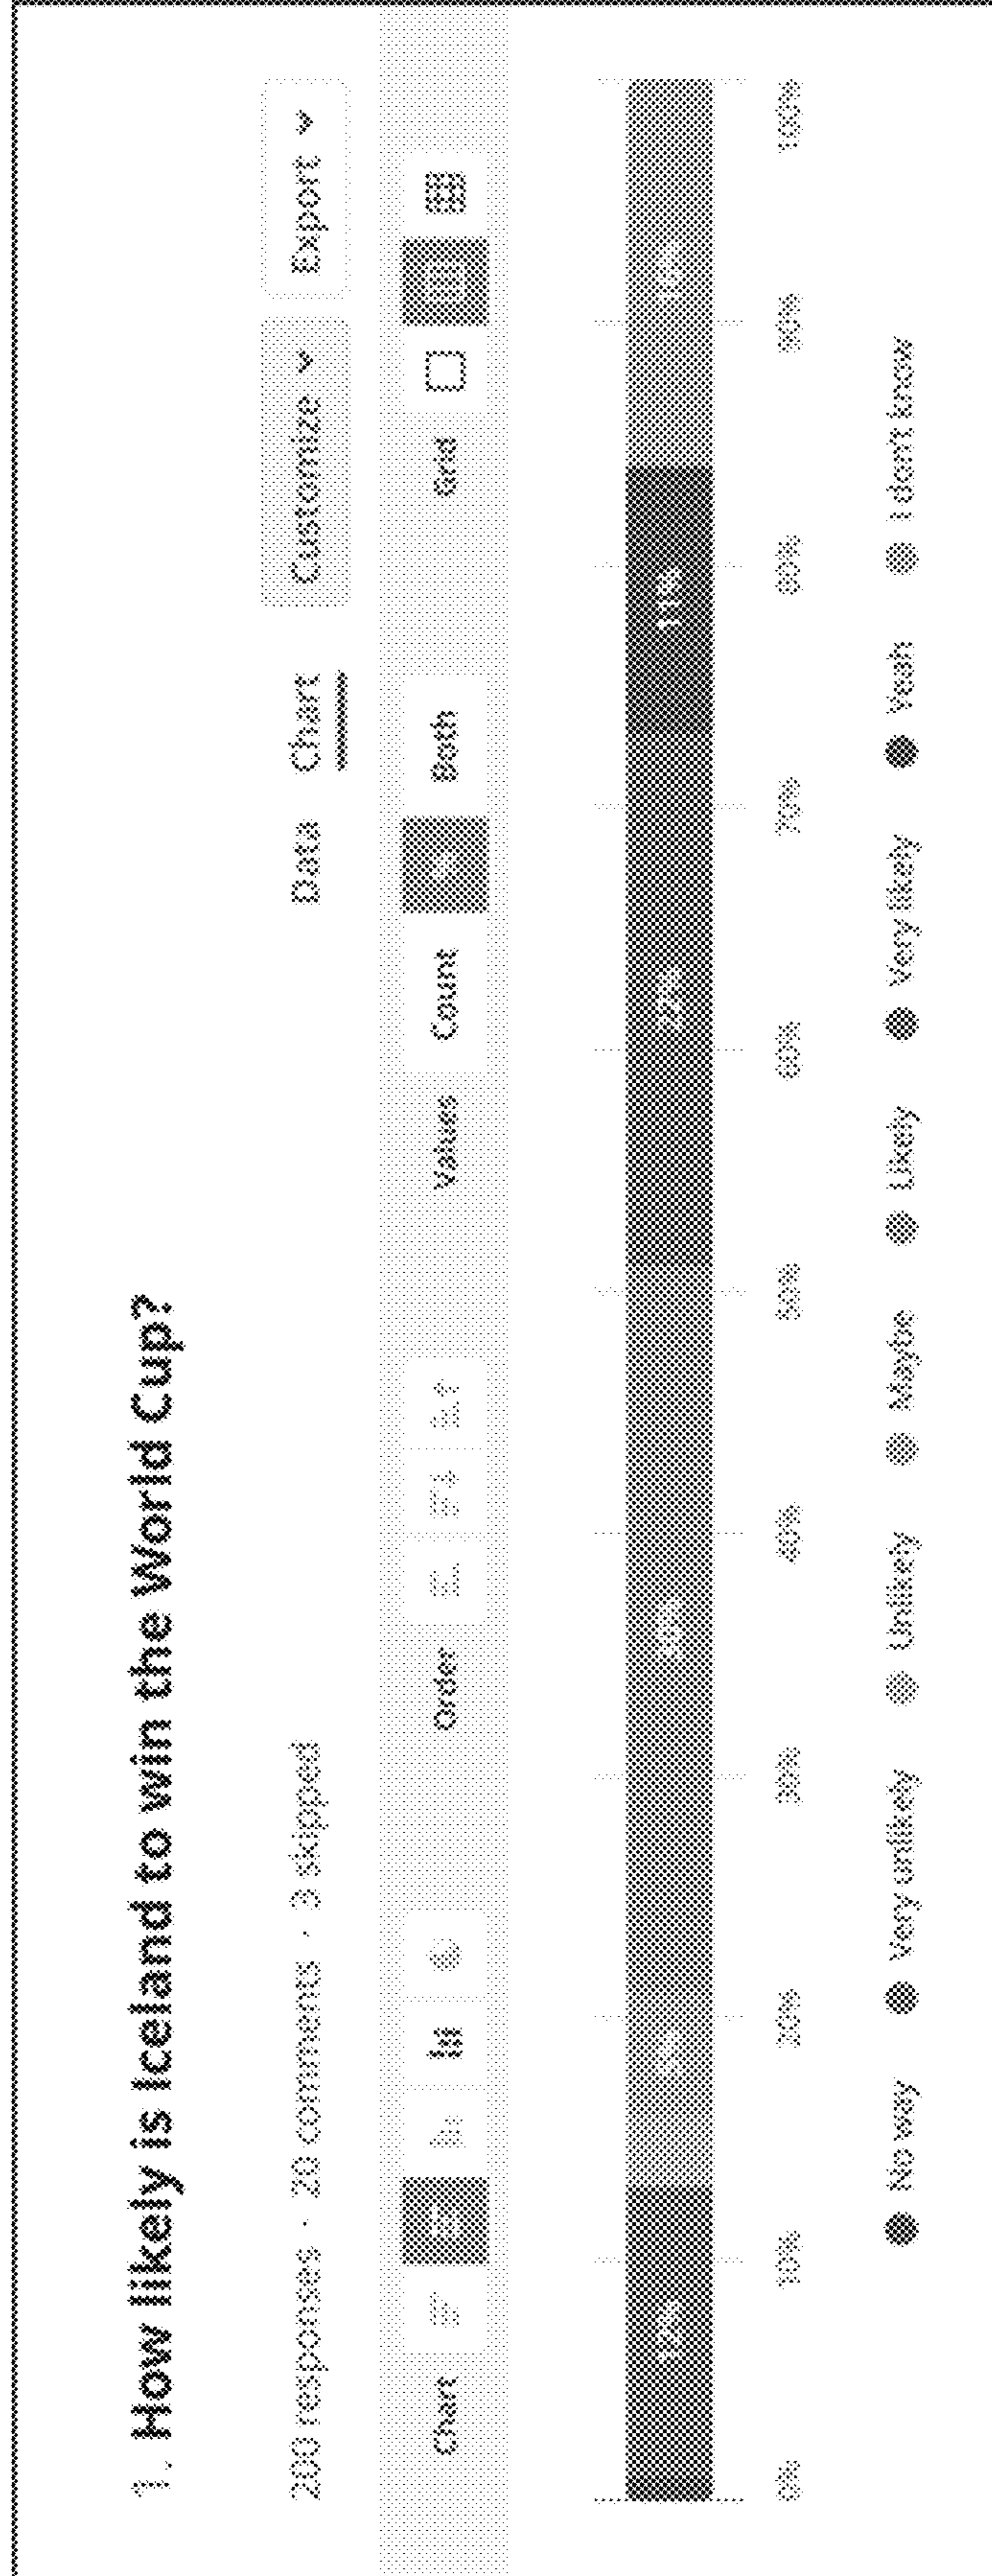 1. How likely is Iceland to win the World Cup?
200 responses · 20 comments · 3 skipped
Data Chart Customize Export
Chart Order Values Count Both Grid
11%
0% 10% 20% 30% 40% 50% 60% 70% 80% 90% 100%
No way Very unlikely Unlikely Maybe Likely Very likely Yeah I don't know